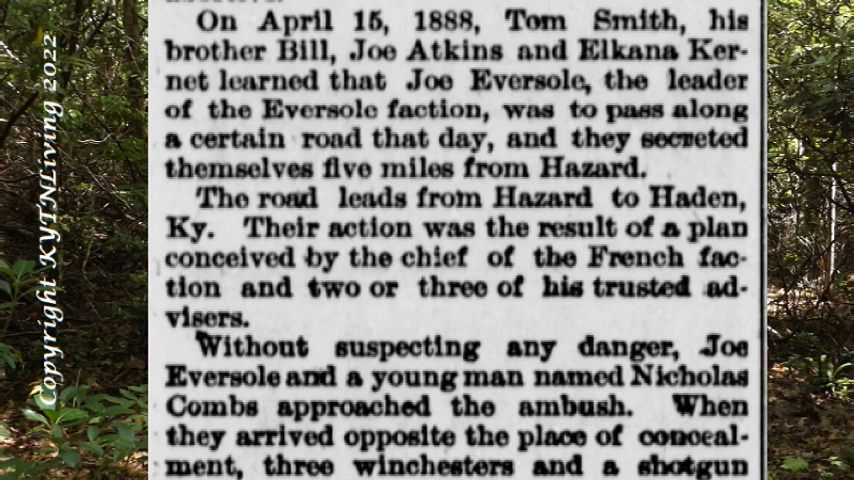 On April 15, 1888, Tom Smith, his
brother Bill, Joe Atkins and Elkana Ker-
net learned that Joe Eversole, the leader
of the Eversole faction, was to pass along
a certain road that day, and they secreted
themselves five miles from Hazard.
The road leads from Hazard to Haden,
Ky. Their action was the result of a plan
conceived by the chief of the French fac-
tion and two or three of his trusted ad-
visers.
Without suspecting any danger, Joe
Eversole and a young man named Nicholas
Combs approached the ambush. When
they arrived opposite the place of conceal-
ment, three winchesters and a shotgun
Copyright KYTNLiving 2022